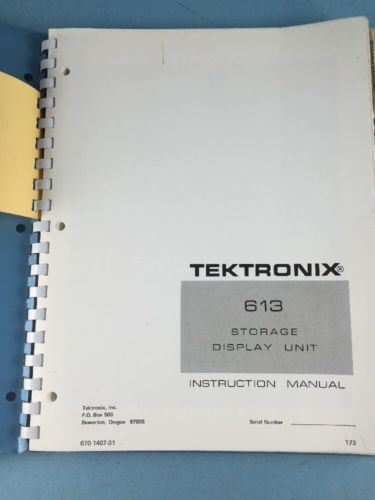 TEKTRONIX®
613
STORAGE
DISPLAY UNIT
INSTRUCTION MANUAL
Tektronix, Inc.
P.O. Box 500
Beaverton, Oregon 97005
Serial Number
070-1407-01
173